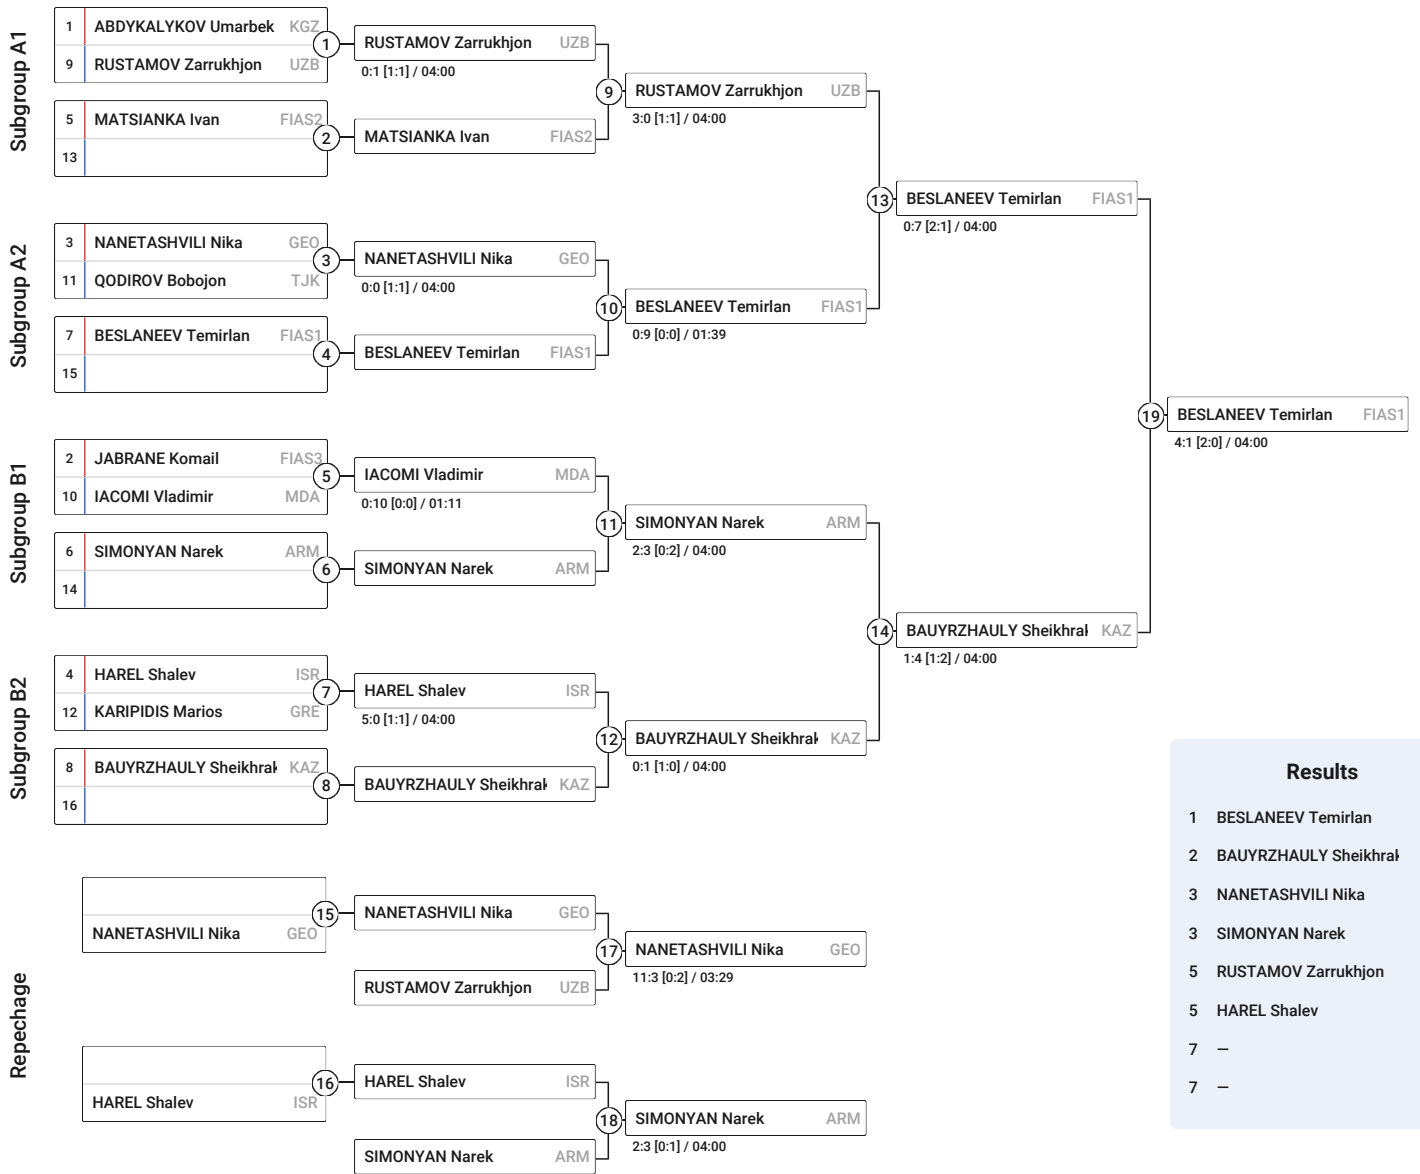 Subgroup A1
1 ABDYKALYKOV Umarbek KGZ
9 RUSTAMOV Zarrukhjon UZB
1
RUSTAMOV Zarrukhjon UZB
0:1 [1:1] / 04:00
5 MATSIANKA Ivan FIAS2
13
2
MATSIANKA Ivan FIAS2
9
RUSTAMOV Zarrukhjon UZB
3:0 [1:1] / 04:00
Subgroup A2
3 NANETASHVILI Nika GEO
11 QODIROV Bobojon TJK
3
NANETASHVILI Nika GEO
0:0 [1:1] / 04:00
7 BESLANEEV Temirlan FIAS1
15
4
BESLANEEV Temirlan FIAS1
10
BESLANEEV Temirlan FIAS1
0:9 [0:0] / 01:39
13
BESLANEEV Temirlan FIAS1
0:7 [2:1] / 04:00
Subgroup B1
2 JABRANE Komail FIAS3
10 IACOMI Vladimir MDA
5
IACOMI Vladimir MDA
0:10 [0:0] / 01:11
6 SIMONYAN Narek ARM
14
6
SIMONYAN Narek ARM
11
SIMONYAN Narek ARM
2:3 [0:2] / 04:00
Subgroup B2
4 HAREL Shalev ISR
12 KARIPIDIS Marios GRE
7
HAREL Shalev ISR
5:0 [1:1] / 04:00
8 BAUYRZHAULY Sheikhrak KAZ
16
8
BAUYRZHAULY Sheikhrak KAZ
12
BAUYRZHAULY Sheikhrak KAZ
0:1 [1:0] / 04:00
14
BAUYRZHAULY Sheikhrak KAZ
1:4 [1:2] / 04:00
19
BESLANEEV Temirlan FIAS1
4:1 [2:0] / 04:00
Repechage
NANETASHVILI Nika GEO
15
NANETASHVILI Nika GEO
RUSTAMOV Zarrukhjon UZB
17
NANETASHVILI Nika GEO
11:3 [0:2] / 03:29
HAREL Shalev ISR
16
HAREL Shalev ISR
SIMONYAN Narek ARM
18
SIMONYAN Narek ARM
2:3 [0:1] / 04:00
Results
1 BESLANEEV Temirlan
2 BAUYRZHAULY Sheikhrak
3 NANETASHVILI Nika
3 SIMONYAN Narek
5 RUSTAMOV Zarrukhjon
5 HAREL Shalev
7 —
7 —